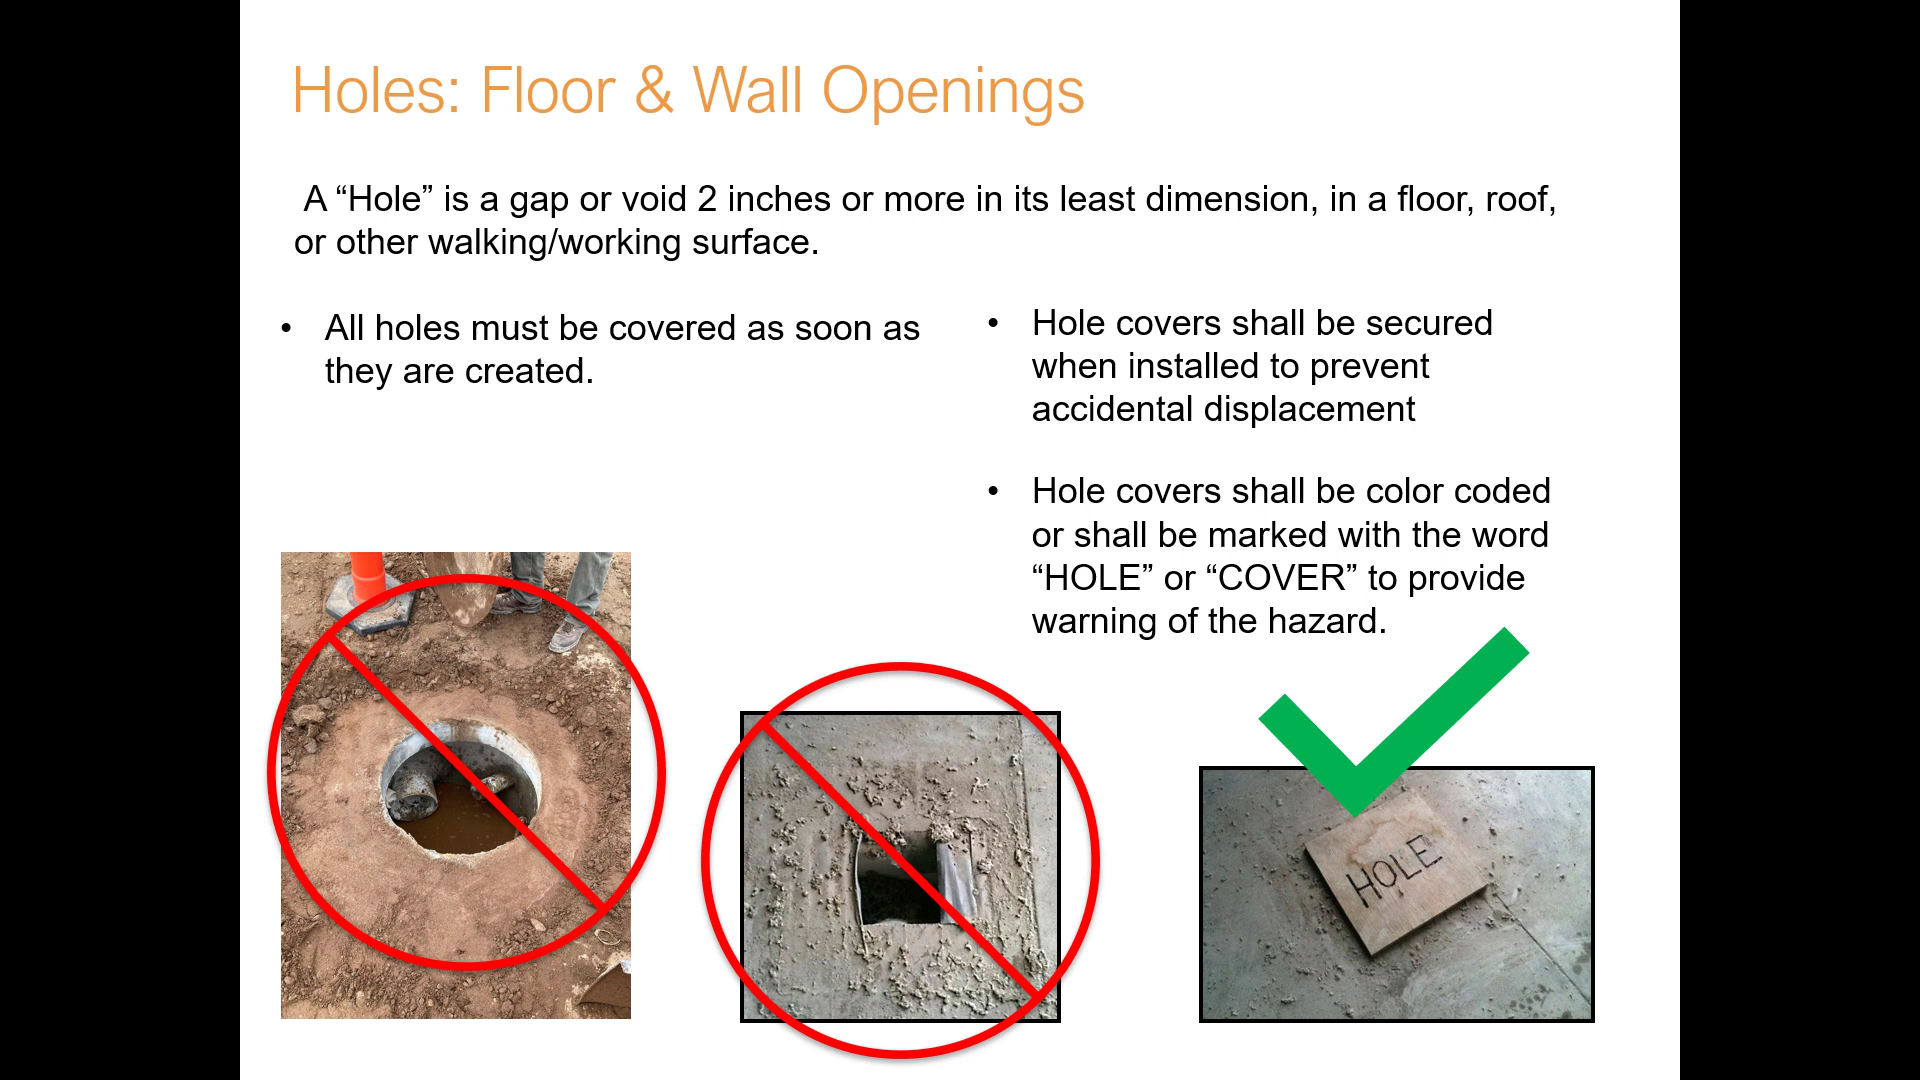 Holes: Floor & Wall Openings
A “Hole” is a gap or void 2 inches or more in its least dimension, in a floor, roof,
or other walking/working surface.
• All holes must be covered as soon as
they are created.
• Hole covers shall be secured
when installed to prevent
accidental displacement
• Hole covers shall be color coded
or shall be marked with the word
“HOLE” or “COVER” to provide
warning of the hazard.
HOLE